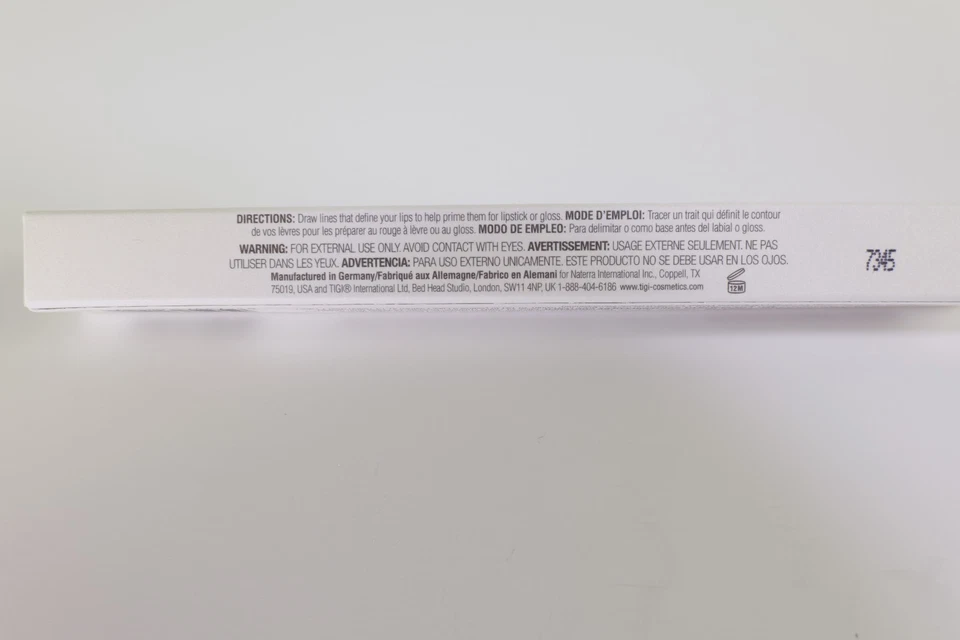 DIRECTIONS: Draw lines that define your lips to help prime them for lipstick or gloss. MODE D'EMPLOI: Tracer un trait qui définit le contour
de vos lèvres pour les préparer au rouge à lèvre ou au gloss. MODO DE EMPLEO: Para delimitar o como base antes del labial o gloss.
WARNING: FOR EXTERNAL USE ONLY. AVOID CONTACT WITH EYES. AVERTISSEMENT: USAGE EXTERNE SEULEMENT. NE PAS
UTILISER DANS LES YEUX. ADVERTENCIA: PARA USO EXTERNO UNICAMENTE. ESTE PRODUCTO NO SE DEBE USAR EN LOS OJOS.
Manufactured in Germany/Fabriqué aux Allemagne/Fabrico en Alemani for Naterra International Inc., Coppell, TX
75019, USA and TIGI® International Ltd, Bed Head Studio, London, SW11 4NP, UK 1-888-404-6186 www.tigi-cosmetics.com
12M
7345